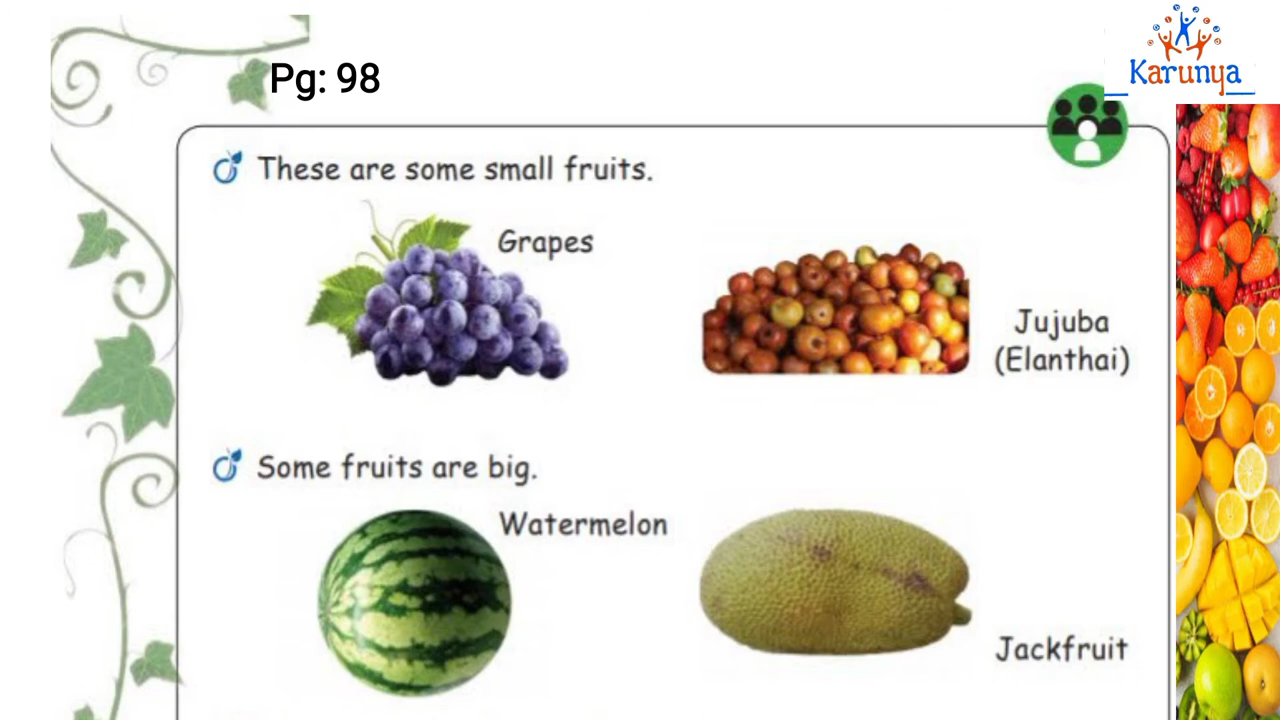 Karunya
Pg: 98
These are some small fruits.
Grapes
Jujuba
(Elanthai)
Some fruits are big.
Watermelon
Jackfruit